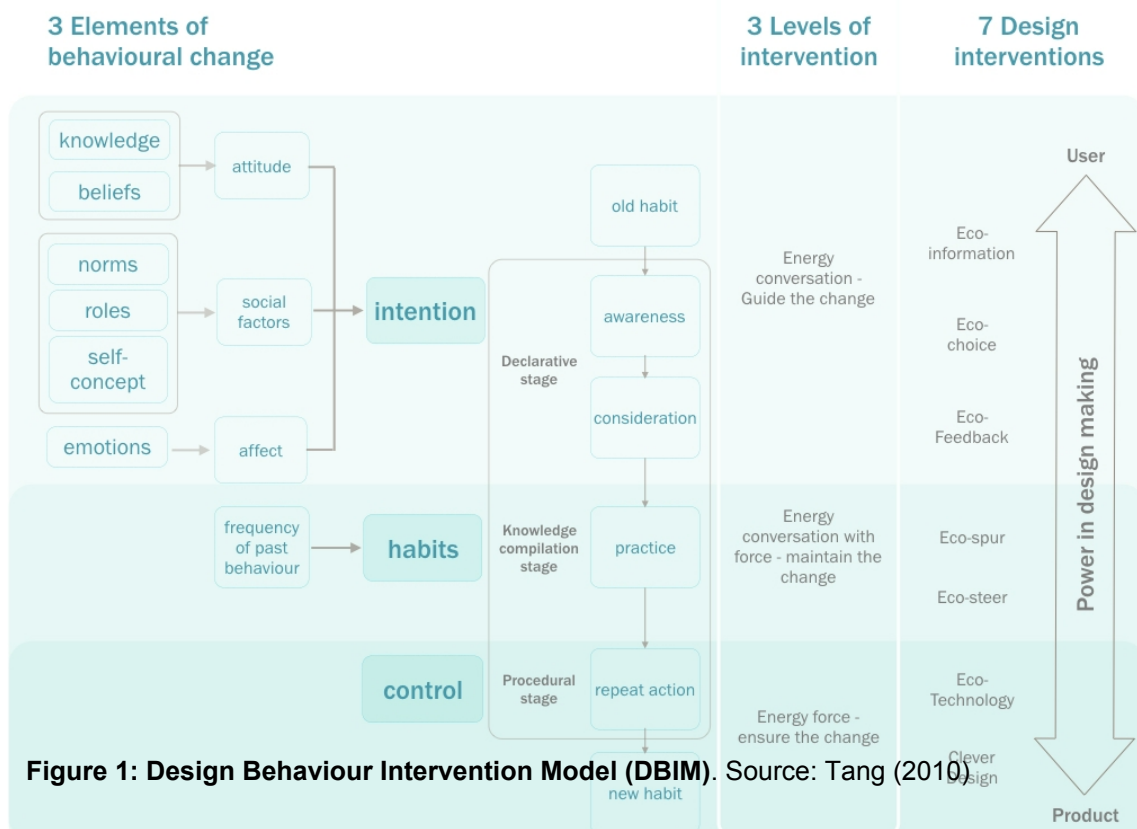 3 Elements of
behavioural change
3 Levels of
intervention
7 Design
interventions
knowledge
beliefs
attitude
norms
roles
self-
concept
social
factors
emotions
affect
intention
frequency
of past
behaviour
habits
control
Declarative
stage
Knowledge
compilation
stage
Procedural
stage
old habit
awareness
consideration
practice
repeat action
new habit
Energy
conversation -
Guide the change
Energy
conversation with
force - maintain the
change
Energy force -
ensure the change
Eco-
information
Eco-
choice
Eco-
Feedback
Eco-spur
Eco-steer
Eco-
Technology
Clever
Design
User
Power in design making
Product
Figure 1: Design Behaviour Intervention Model (DBIM). Source: Tang (2010)